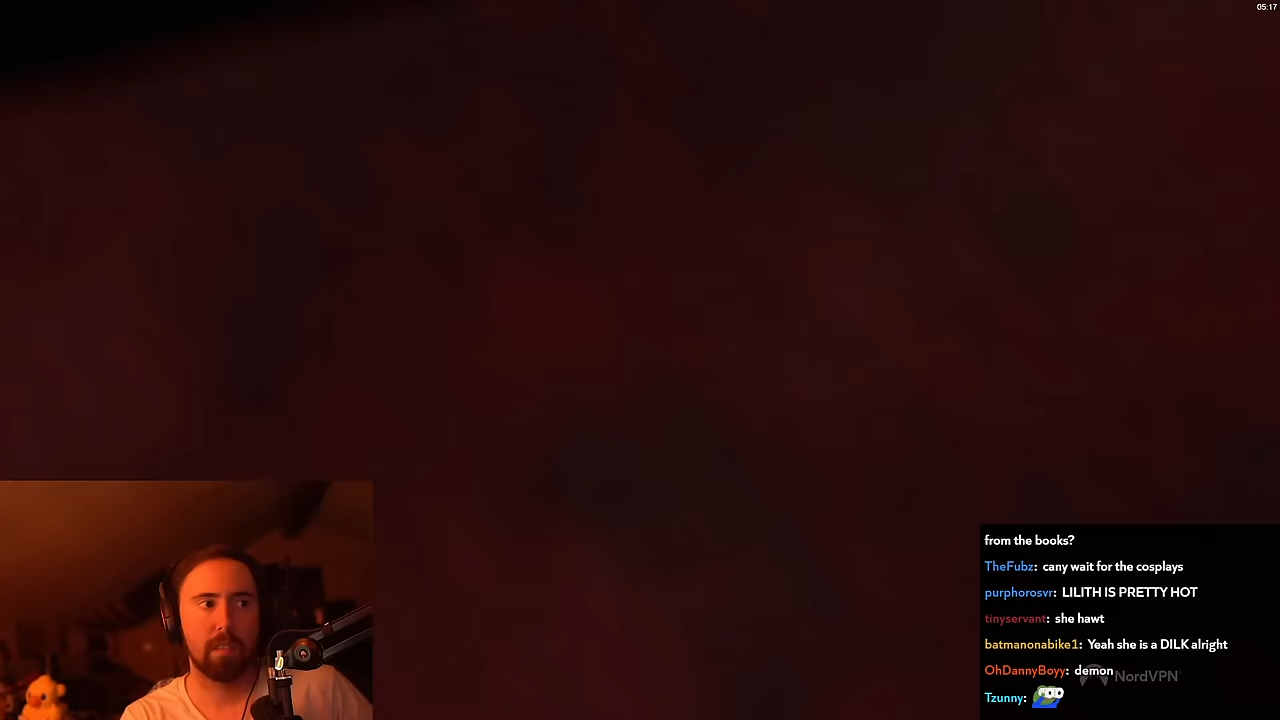 05:17
from the books?
TheFubz: cany wait for the cosplays
purphorosvr: LILITH IS PRETTY HOT
tinyservant: she hawt
batmanonabike1: Yeah she is a DILK alright
OhDannyBoyy: demon
NordVPN
Tzunny: